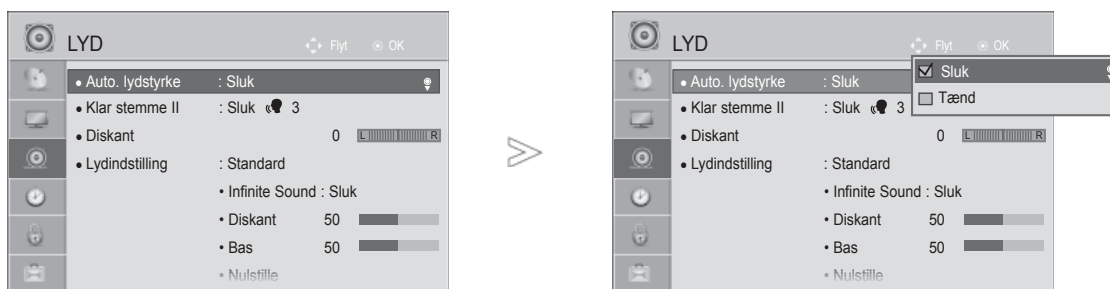 LYD
Flyt OK
• Auto. lydstyrke : Sluk
• Klar stemme II : Sluk 3
• Diskant 0 L R
• Lydindstilling : Standard
• Infinite Sound : Sluk
• Diskant 50
• Bas 50
• Nulstille
LYD
Flyt OK
• Auto. lydstyrke : Sluk
Sluk
Tænd
• Klar stemme II : Sluk 3
• Diskant 0 L R
• Lydindstilling : Standard
• Infinite Sound : Sluk
• Diskant 50
• Bas 50
• Nulstille